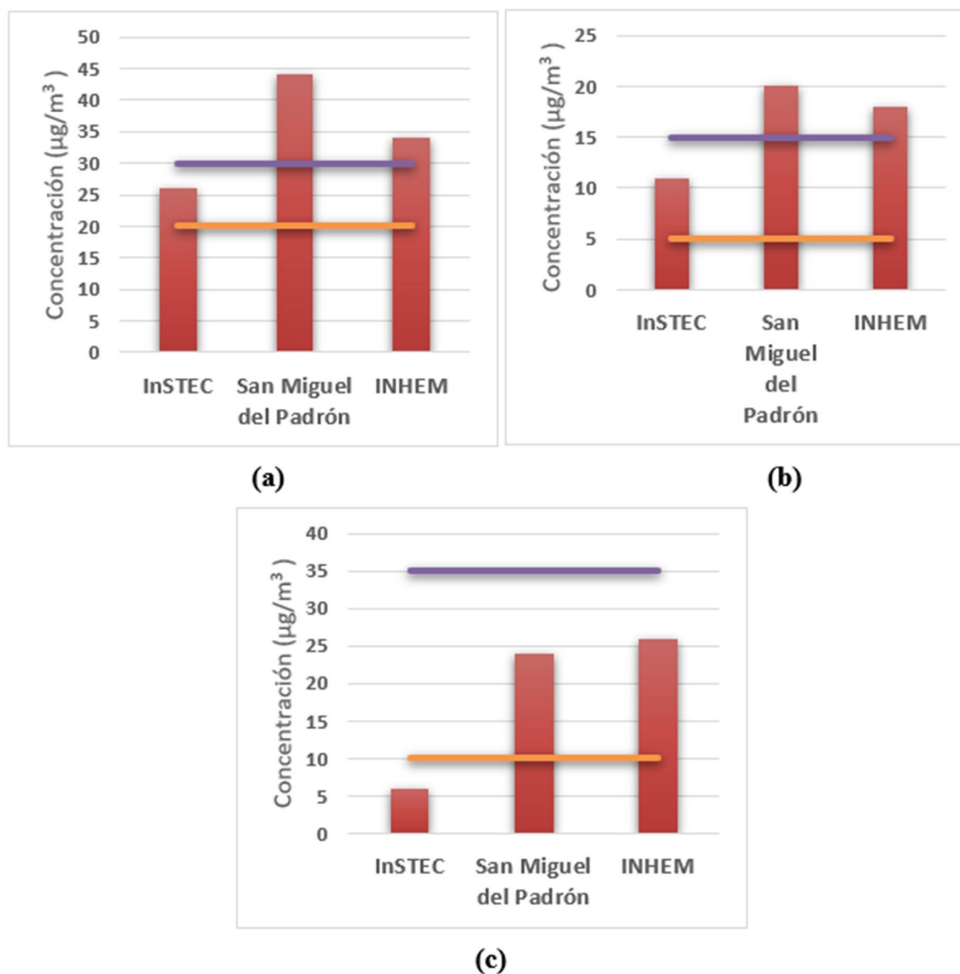 Concentración (µg/m³ )
50
45
40
35
30
25
20
15
10
5
0
InSTEC
San Miguel
del Padrón
INHEM
(a)
Concentración (µg/m³ )
25
20
15
10
5
0
InSTEC
San
Miguel
del
Padrón
INHEM
(b)
Concentración (µg/m³ )
40
35
30
25
20
15
10
5
0
InSTEC
San Miguel
del Padrón
INHEM
(c)